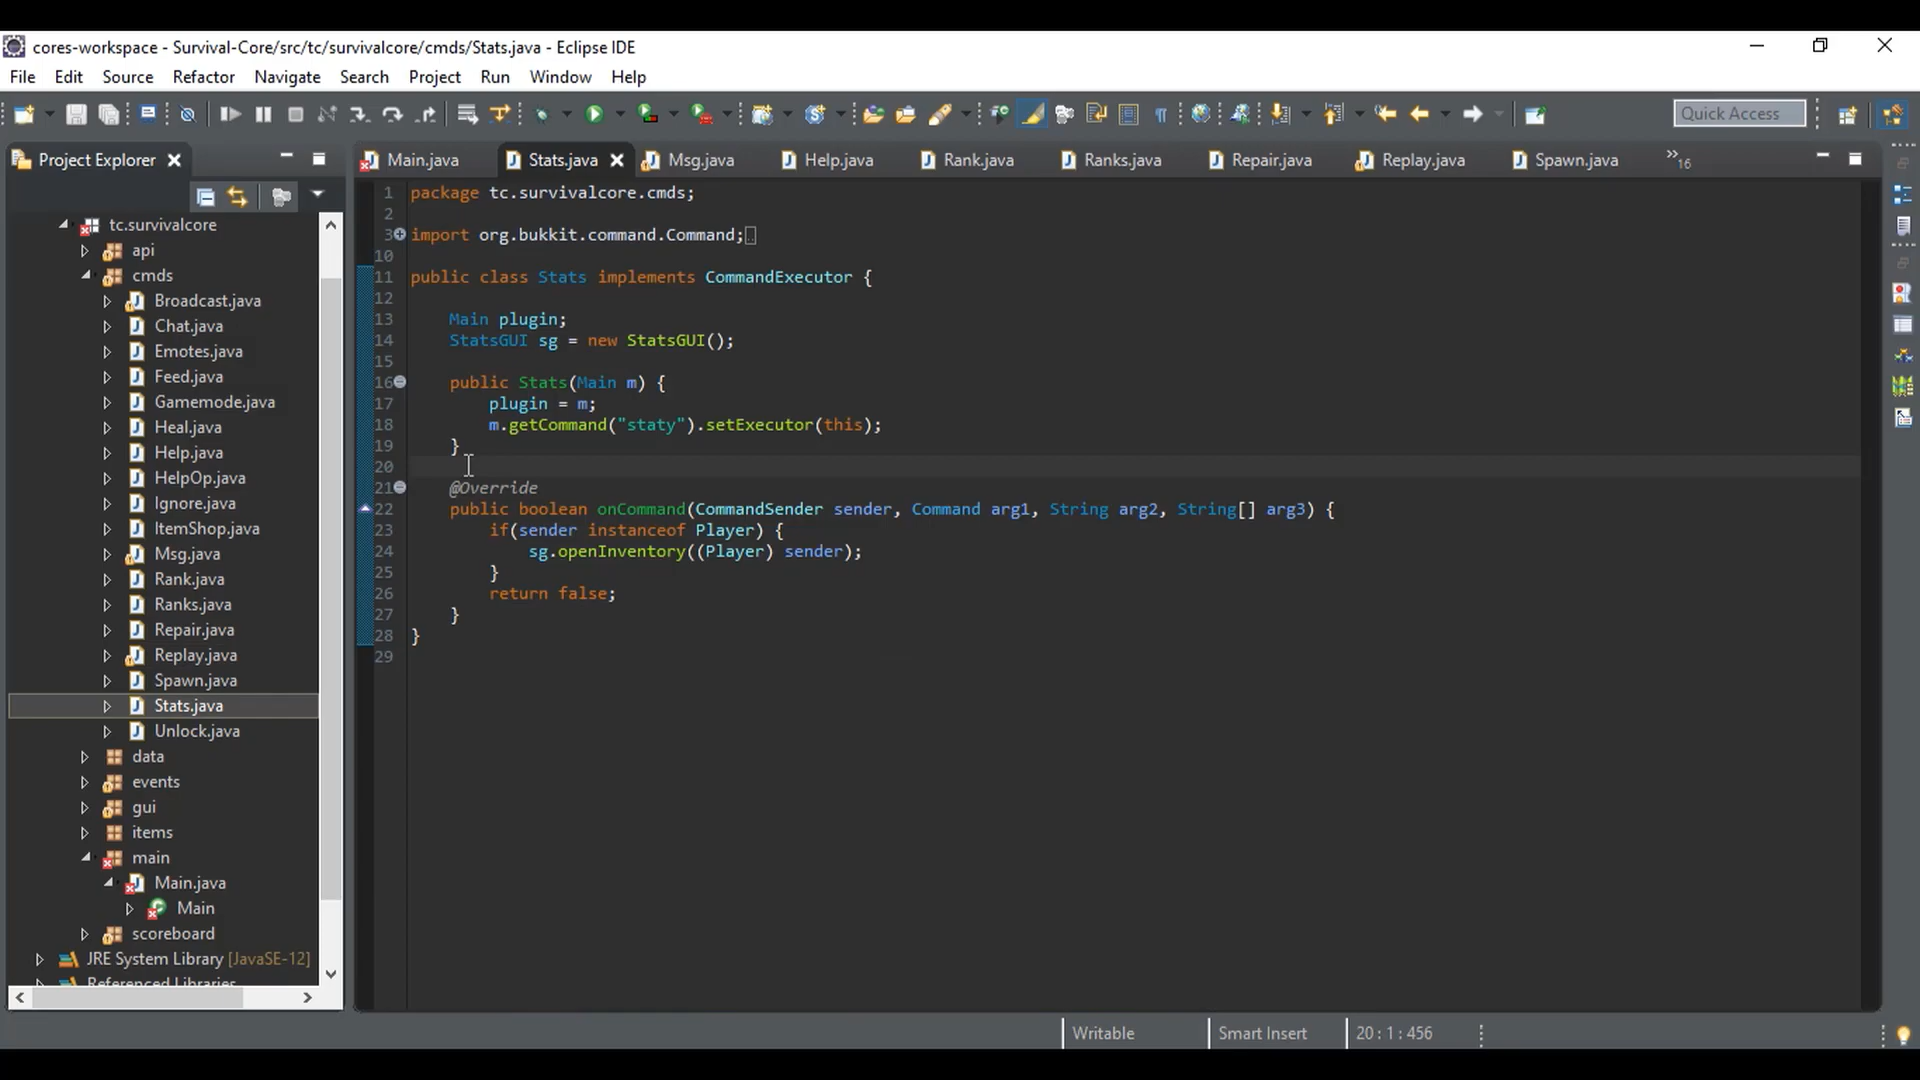 cores-workspace - Survival-Core/src/tc/survivalcore/cmds/Stats.java - Eclipse IDE
File Edit Source Refactor Navigate Search Project Run Window Help
Quick Access
Project Explorer
Main.java Stats.java Msg.java Help.java Rank.java Ranks.java Repair.java Replay.java Spawn.java »16
tc.survivalcore
api
cmds
Broadcast.java
Chat.java
Emotes.java
Feed.java
Gamemode.java
Heal.java
Help.java
HelpOp.java
Ignore.java
ItemShop.java
Msg.java
Rank.java
Ranks.java
Repair.java
Replay.java
Spawn.java
Stats.java
Unlock.java
data
events
gui
items
main
Main.java
Main
scoreboard
JRE System Library [JavaSE-12]
Referenced Libraries
1 package tc.survivalcore.cmds;
2
3 import org.bukkit.command.Command;
10
11 public class Stats implements CommandExecutor {
12
13 Main plugin;
14 StatsGUI sg = new StatsGUI();
15
16 public Stats(Main m) {
17 plugin = m;
18 m.getCommand("staty").setExecutor(this);
19 }
20
21 @Override
22 public boolean onCommand(CommandSender sender, Command arg1, String arg2, String[] arg3) {
23 if(sender instanceof Player) {
24 sg.openInventory((Player) sender);
25 }
26 return false;
27 }
28 }
29
Writable Smart Insert 20 : 1 : 456